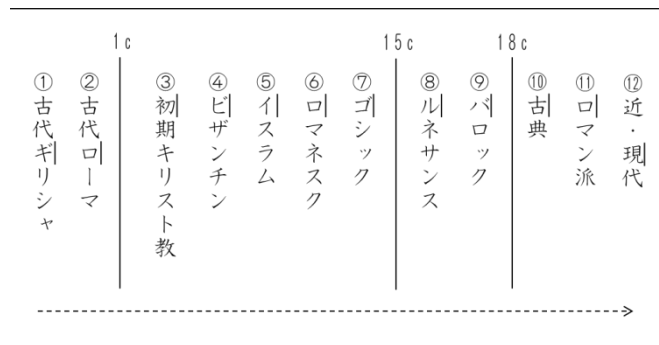 1c
15c
18c
①古代ギリシャ
②古代ローマ
③初期キリスト教
④ビザンチン
⑤イスラム
⑥ロマネスク
⑦ゴシック
⑧ルネサンス
⑨バロック
⑩古典
⑪ロマン派
⑫近・現代